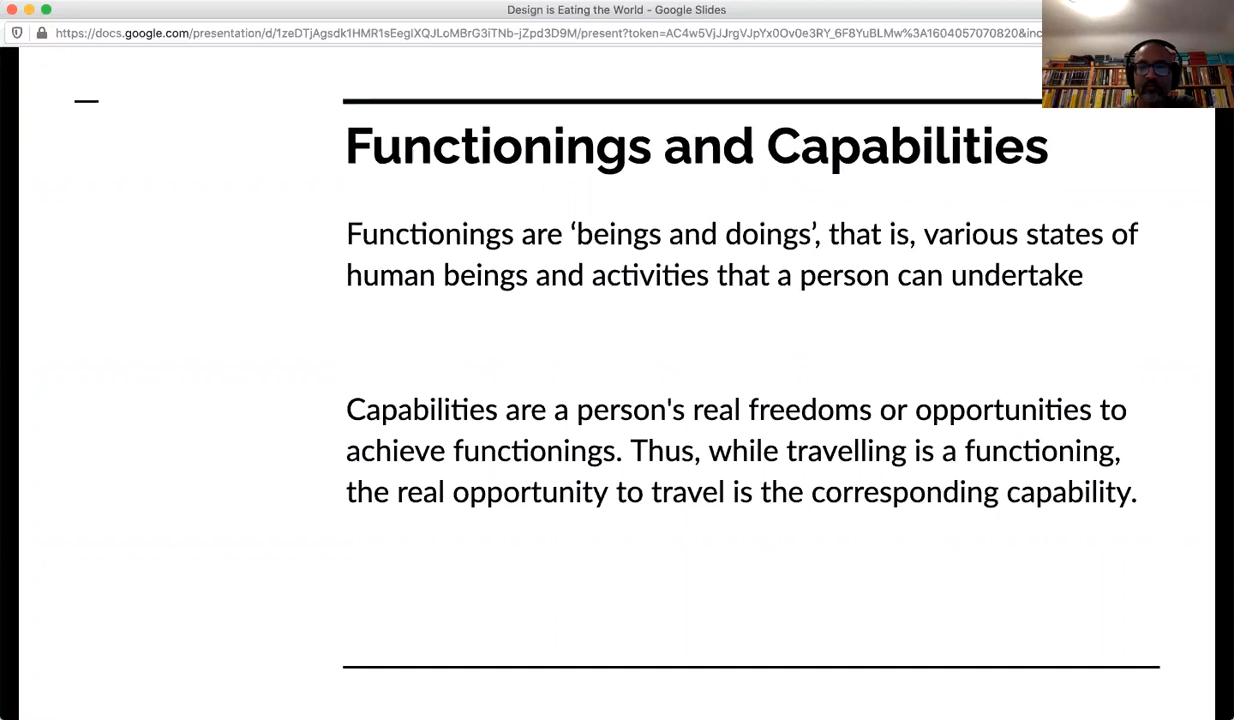 Design is Eating the World - Google Slides
https://docs.google.com/presentation/d/1zeDTjAgsdk1HMR1sEegIXQJLoMBrG3iTNb-jZpd3D9M/present?token=AC4w5VjJJrgVJpYx0Ov0e3RY_6F8YuBLMw%3A1604057070820&inc
Functionings and Capabilities
Functionings are ‘beings and doings’, that is, various states of
human beings and activities that a person can undertake
Capabilities are a person's real freedoms or opportunities to
achieve functionings. Thus, while travelling is a functioning,
the real opportunity to travel is the corresponding capability.